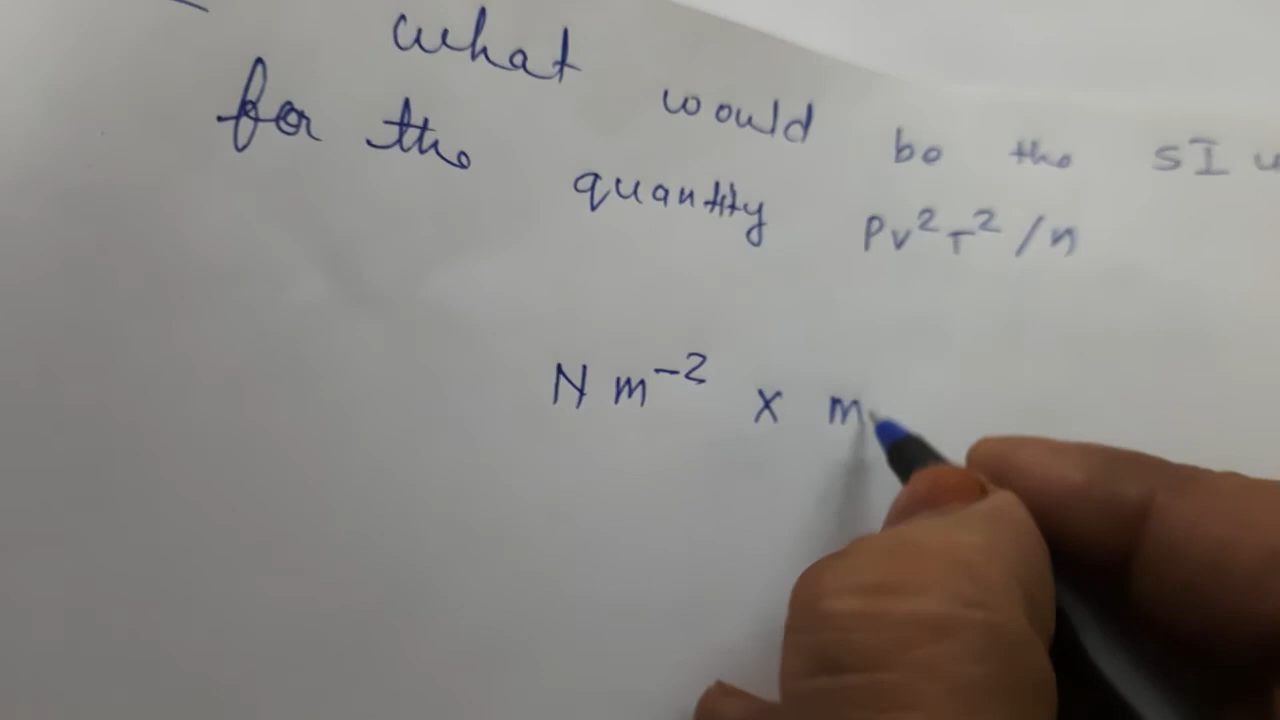 What would be the SI
for the quantity PV²T²/n
N m⁻² x m